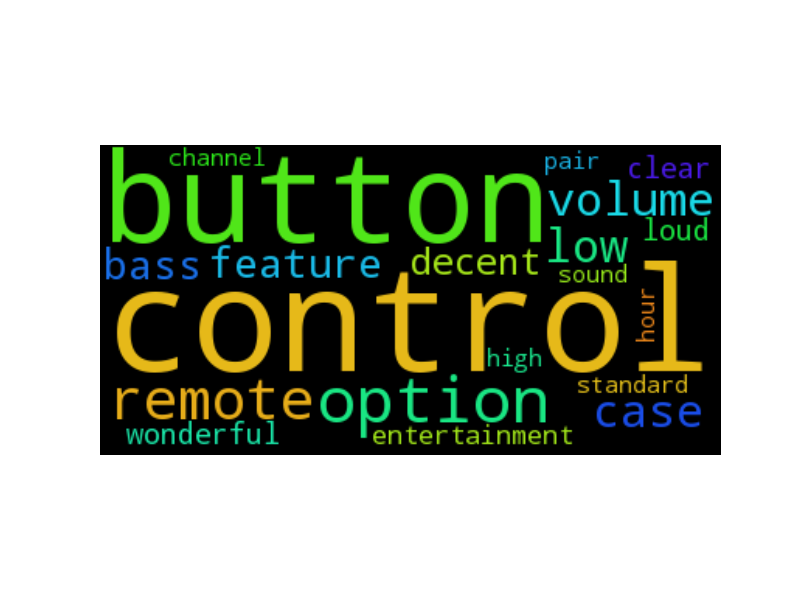 channel
pair
clear
button
volume
loud
low
bass
feature
decent
sound
control
hour
high
standard
remote
option
case
wonderful
entertainment